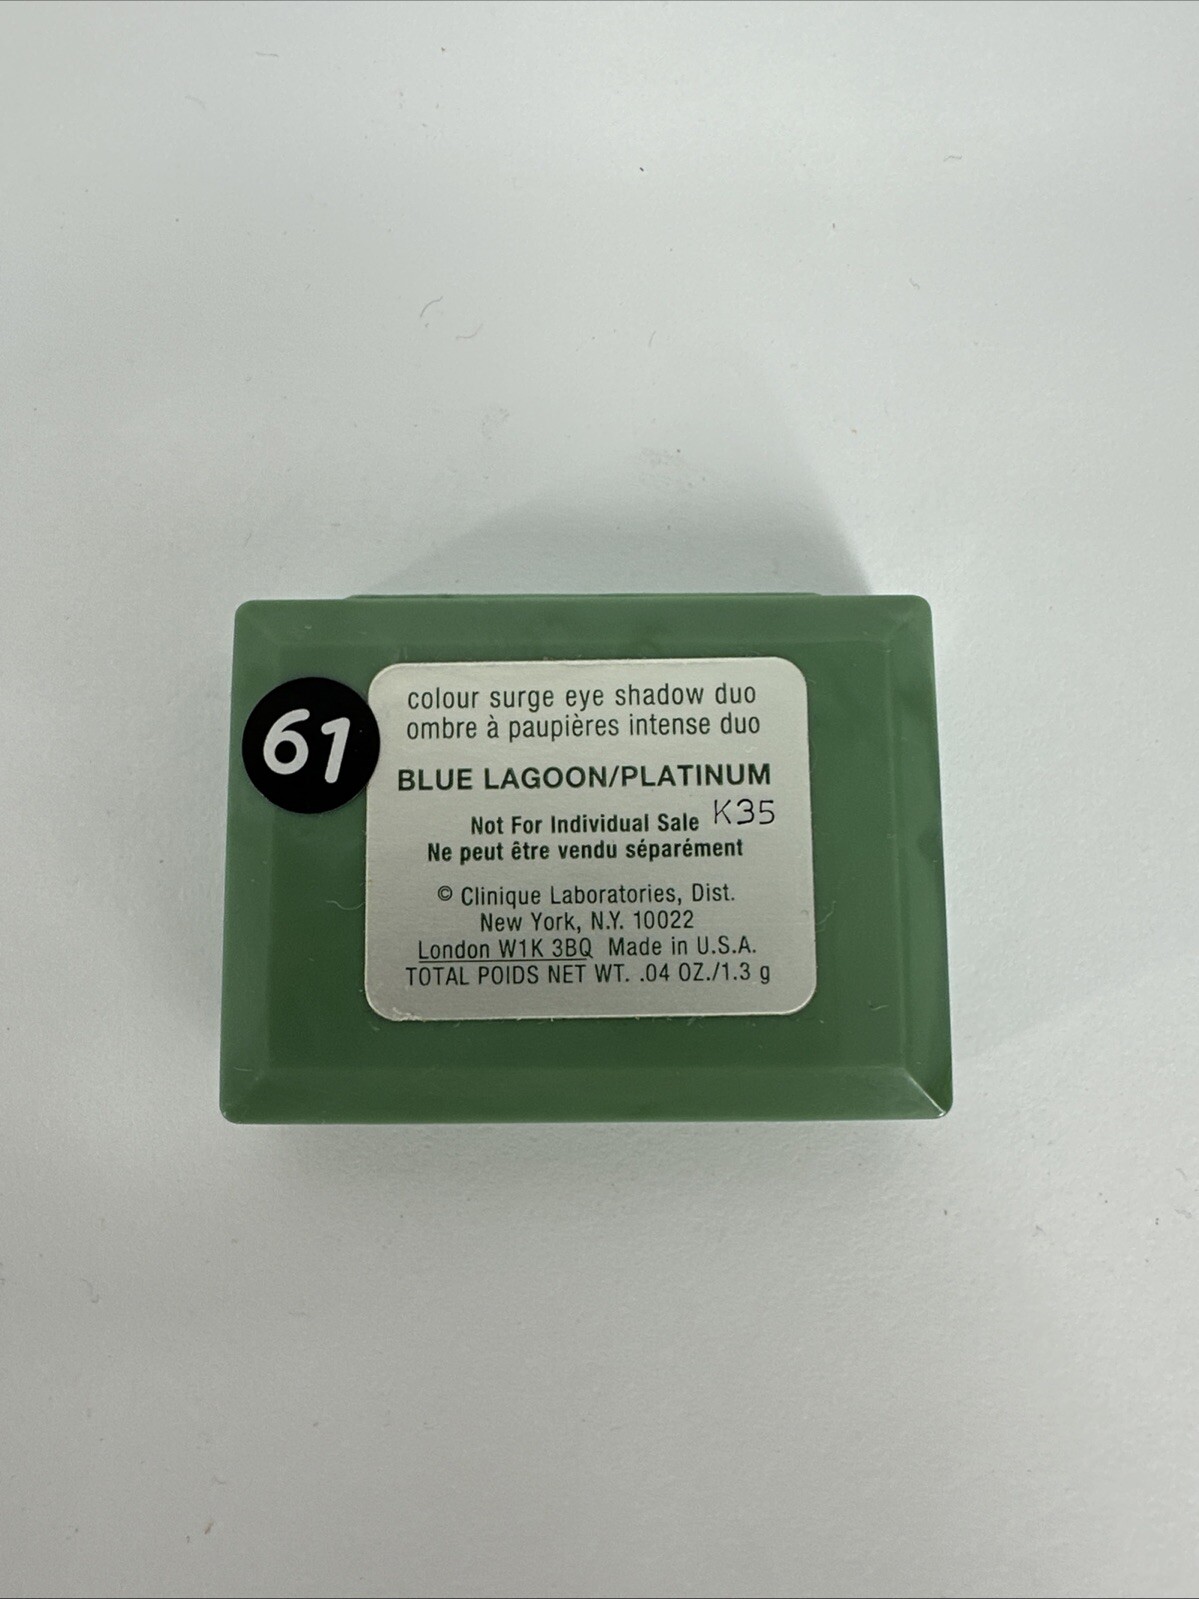 61
colour surge eye shadow duo
ombre à paupières intense duo
BLUE LAGOON/PLATINUM
Not For Individual Sale K35
Ne peut être vendu séparément
© Clinique Laboratories, Dist.
New York, N.Y. 10022
London W1K 3BQ Made in U.S.A.
TOTAL POIDS NET WT. .04 OZ./1.3 g